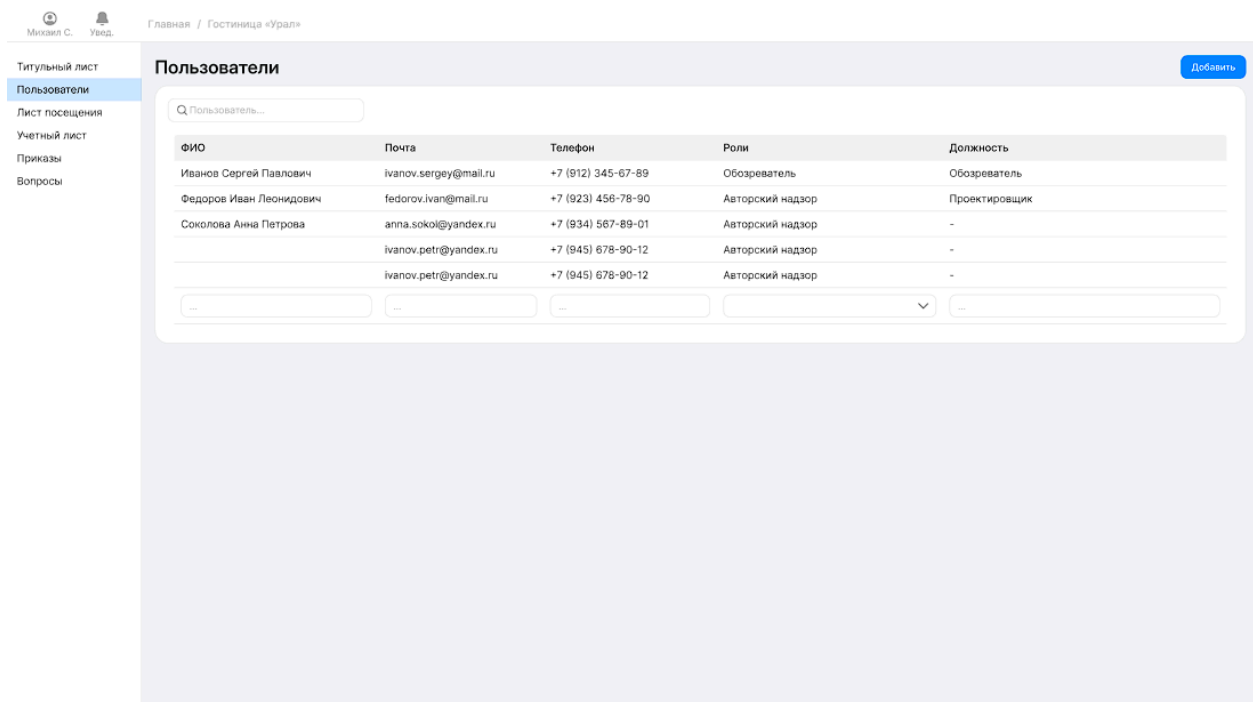 Михаил С. Увед. Главная / Гостиница «Урал»
Титульный лист
Пользователи
Лист посещения
Учетный лист
Приказы
Вопросы
Пользователи Добавить
Пользователь...
ФИО Почта Телефон Роли Должность
Иванов Сергей Павлович ivanov.sergey@mail.ru +7 (912) 345-67-89 Обозреватель Обозреватель
Федоров Иван Леонидович fedorov.ivan@mail.ru +7 (923) 456-78-90 Авторский надзор Проектировщик
Соколова Анна Петрова anna.sokol@yandex.ru +7 (934) 567-89-01 Авторский надзор -
ivanov.petr@yandex.ru +7 (945) 678-90-12 Авторский надзор -
ivanov.petr@yandex.ru +7 (945) 678-90-12 Авторский надзор -
... ... ... ...